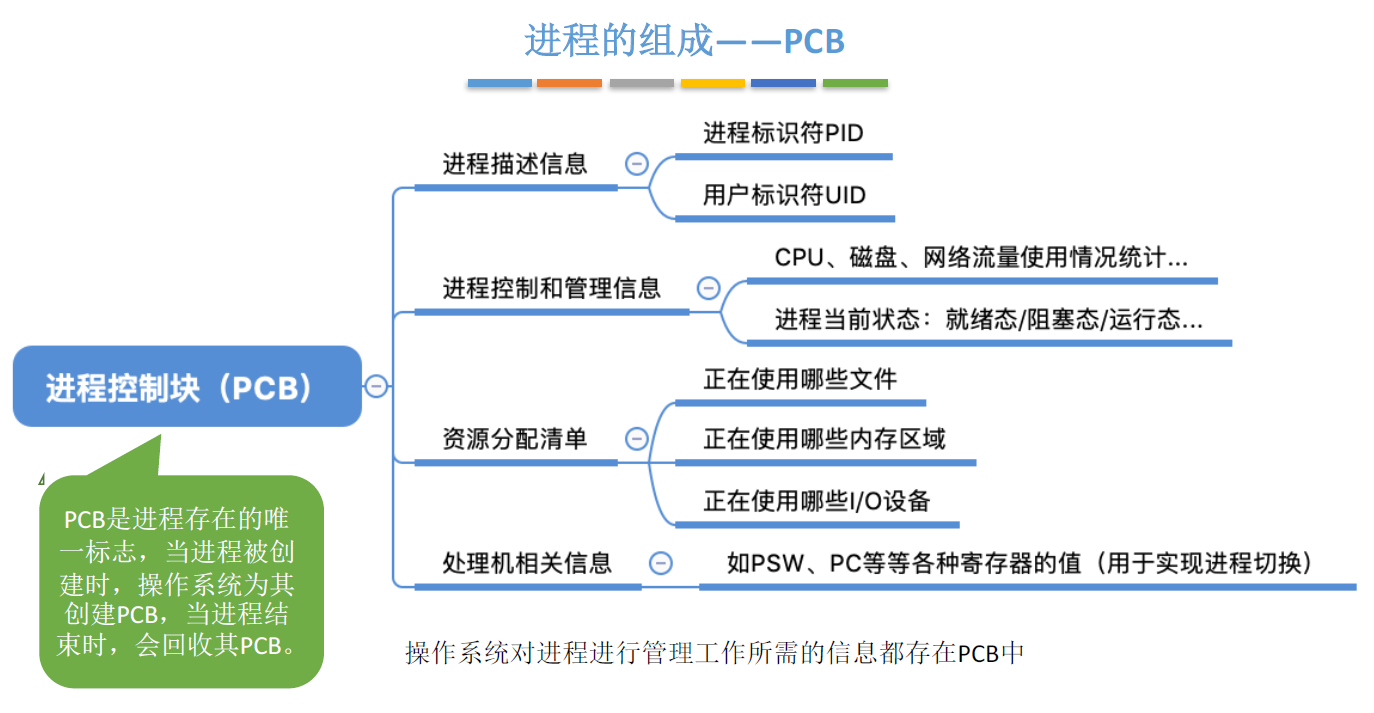 进程的组成——PCB
进程描述信息
进程标识符PID
用户标识符UID
进程控制和管理信息
CPU、磁盘、网络流量使用情况统计...
进程当前状态：就绪态/阻塞态/运行态...
进程控制块（PCB）
资源分配清单
正在使用哪些文件
正在使用哪些内存区域
正在使用哪些I/O设备
处理机相关信息
如PSW、PC等等各种寄存器的值（用于实现进程切换）
PCB是进程存在的唯
一标志，当进程被创
建时，操作系统为其
创建PCB，当进程结
束时，会回收其PCB。
操作系统对进程进行管理工作所需的信息都存在PCB中